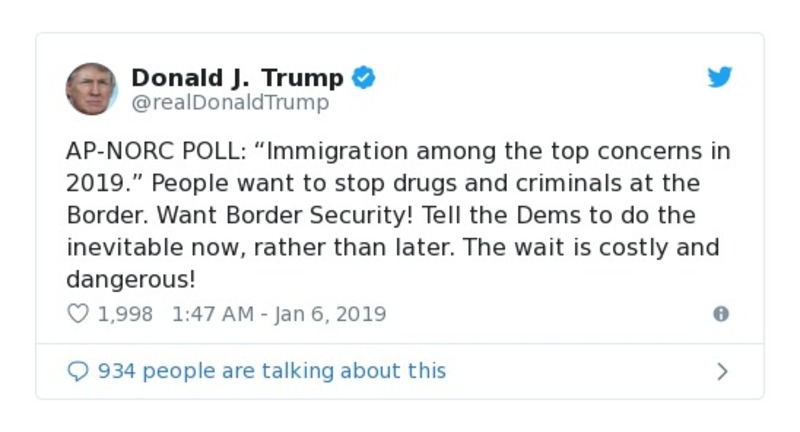 Donald J. Trump
@realDonaldTrump
AP-NORC POLL: “Immigration among the top concerns in
2019.” People want to stop drugs and criminals at the
Border. Want Border Security! Tell the Dems to do the
inevitable now, rather than later. The wait is costly and
dangerous!
1,998 1:47 AM - Jan 6, 2019
934 people are talking about this